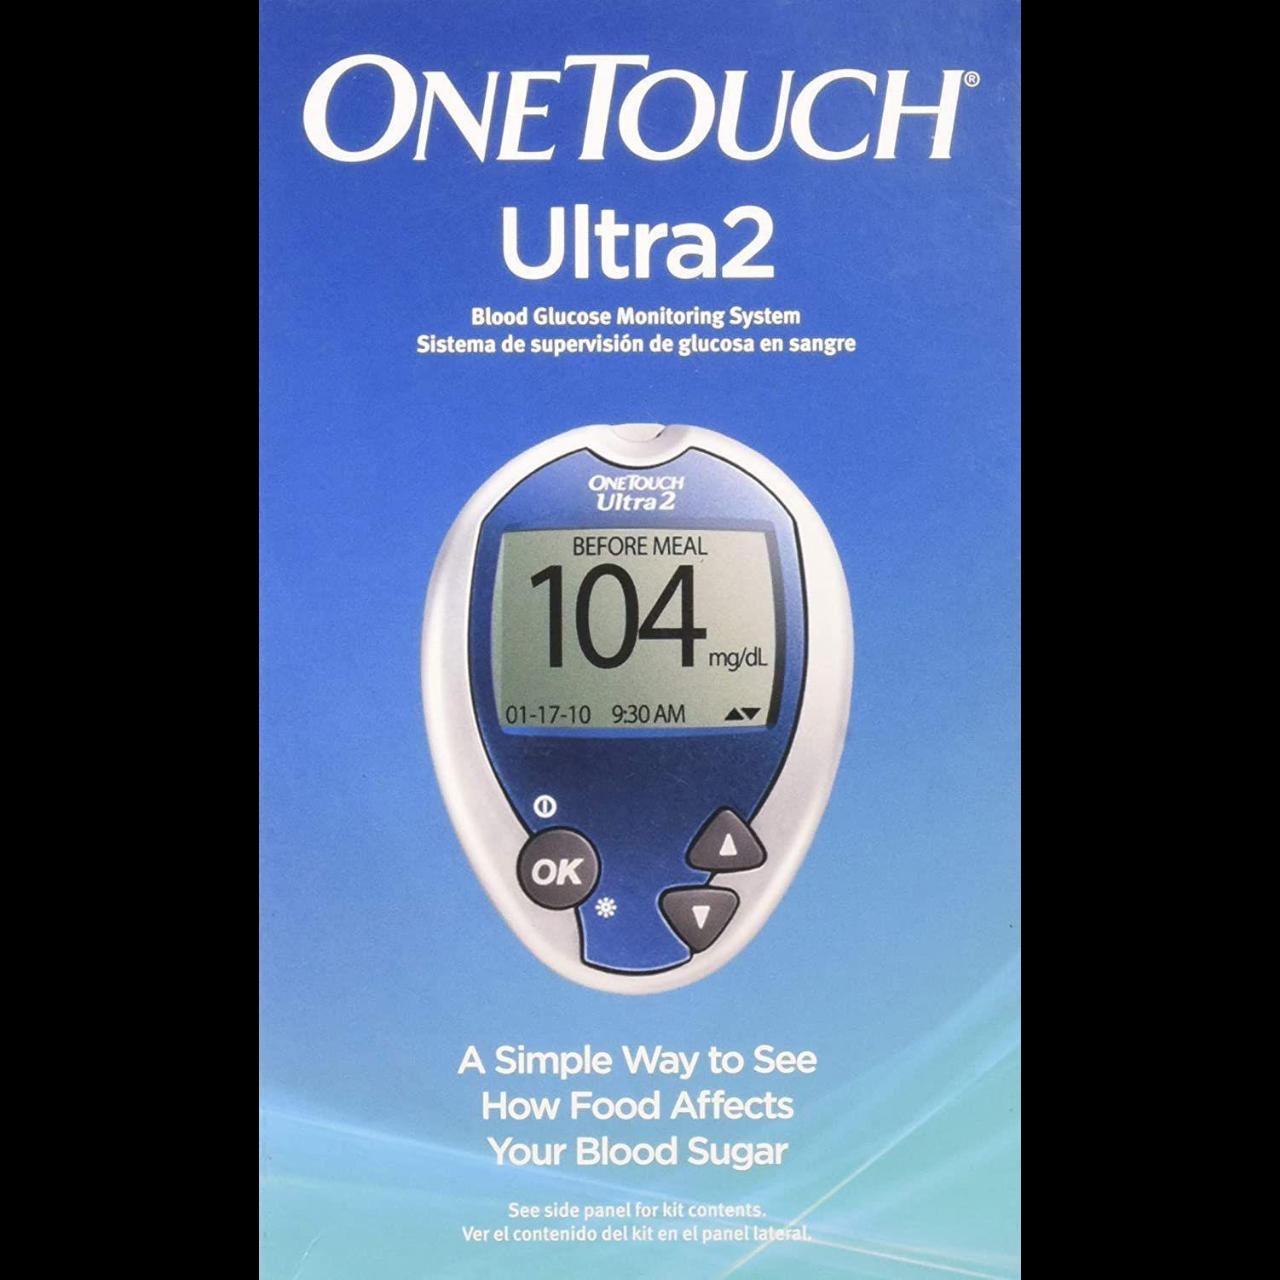 ONETOUCH®
Ultra2
Blood Glucose Monitoring System
Sistema de supervisión de glucosa en sangre
ONETOUCH
Ultra2
BEFORE MEAL
104 mg/dL
01-17-10 9:30 AM
OK
A Simple Way to See
How Food Affects
Your Blood Sugar
See side panel for kit contents.
Ver el contenido del kit en el panel lateral.